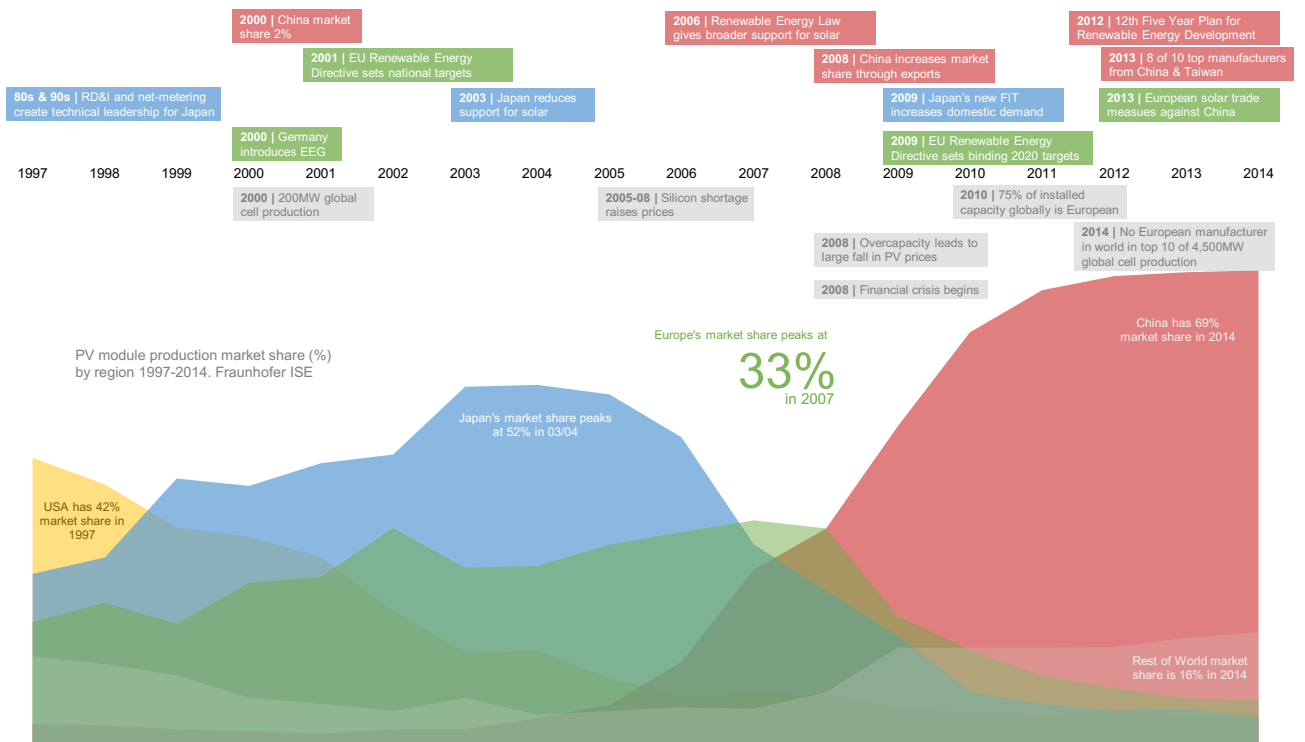 2000 | China market
share 2%
2006 | Renewable Energy Law
gives broader support for solar
2012 | 12th Five Year Plan for
Renewable Energy Development
2001 | EU Renewable Energy
Directive sets national targets
2008 | China increases market
share through exports
2013 | 8 of 10 top manufacturers
from China & Taiwan
80s & 90s | RD&I and net-metering
create technical leadership for Japan
2003 | Japan reduces
support for solar
2009 | Japan's new FIT
increases domestic demand
2013 | European solar trade
measues against China
2000 | Germany
introduces EEG
2009 | EU Renewable Energy
Directive sets binding 2020 targets
1997 1998 1999 2000 2001 2002 2003 2004 2005 2006 2007 2008 2009 2010 2011 2012 2013 2014
2000 | 200MW global
cell production
2005-08 | Silicon shortage
raises prices
2010 | 75% of installed
capacity globally is European
2008 | Overcapacity leads to
large fall in PV prices
2014 | No European manufacturer
in world in top 10 of 4,500MW
global cell production
2008 | Financial crisis begins
PV module production market share (%)
by region 1997-2014. Fraunhofer ISE
Europe's market share peaks at
33%
in 2007
China has 69%
market share in 2014
Japan's market share peaks
at 52% in 03/04
USA has 42%
market share in
1997
Rest of World market
share is 16% in 2014